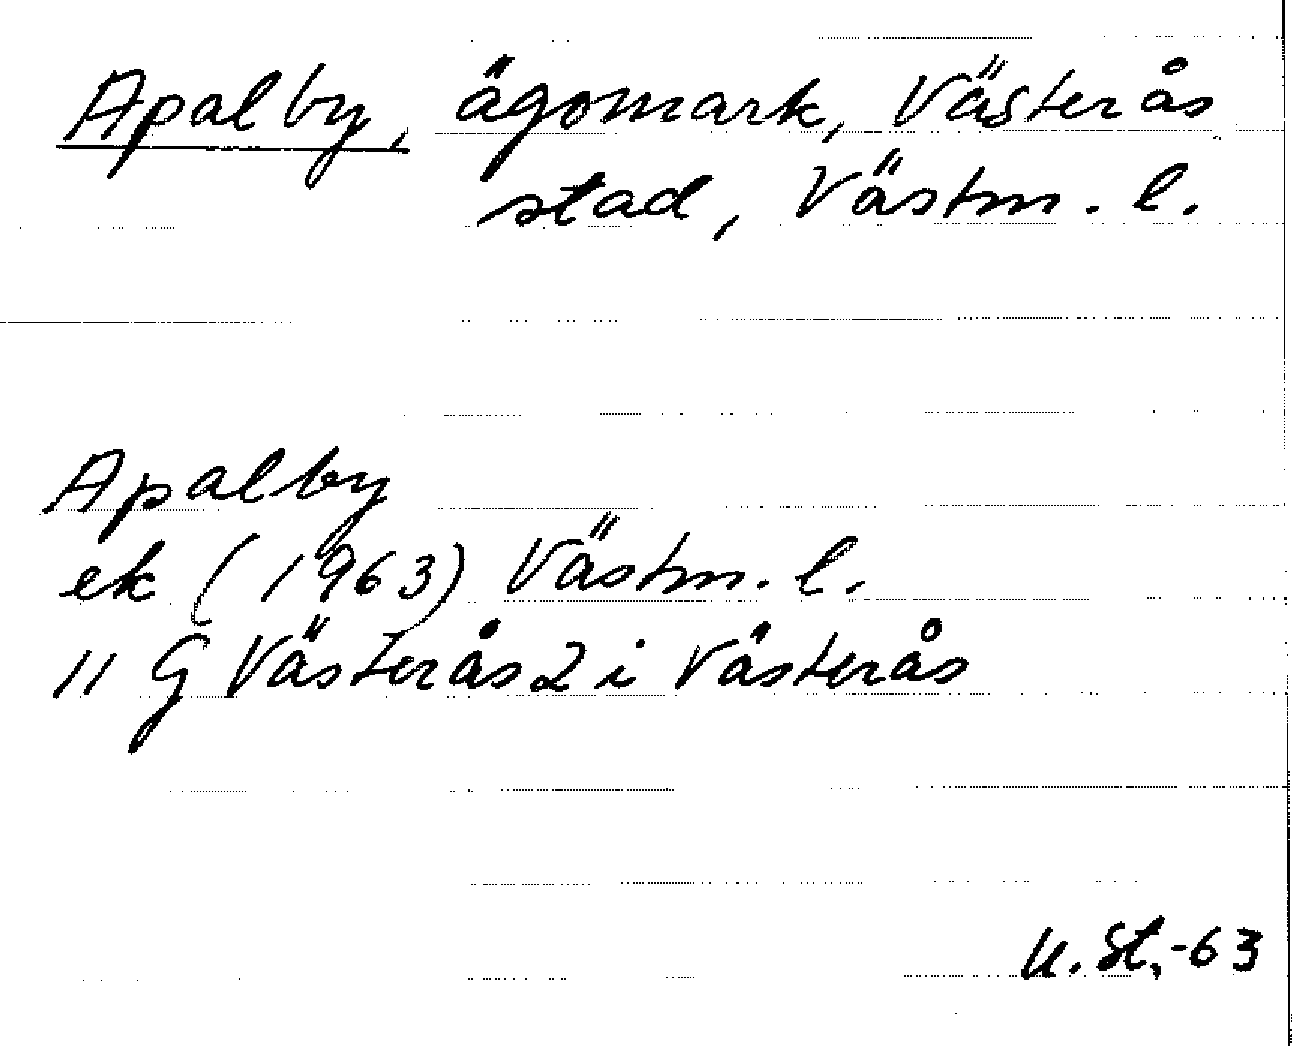 Apalby, ägomark, Västerås
stad, Västm. l.
Apalby
ek (1963) Västm. l.
11 G Västerås 2 i Västerås
U. St, -63